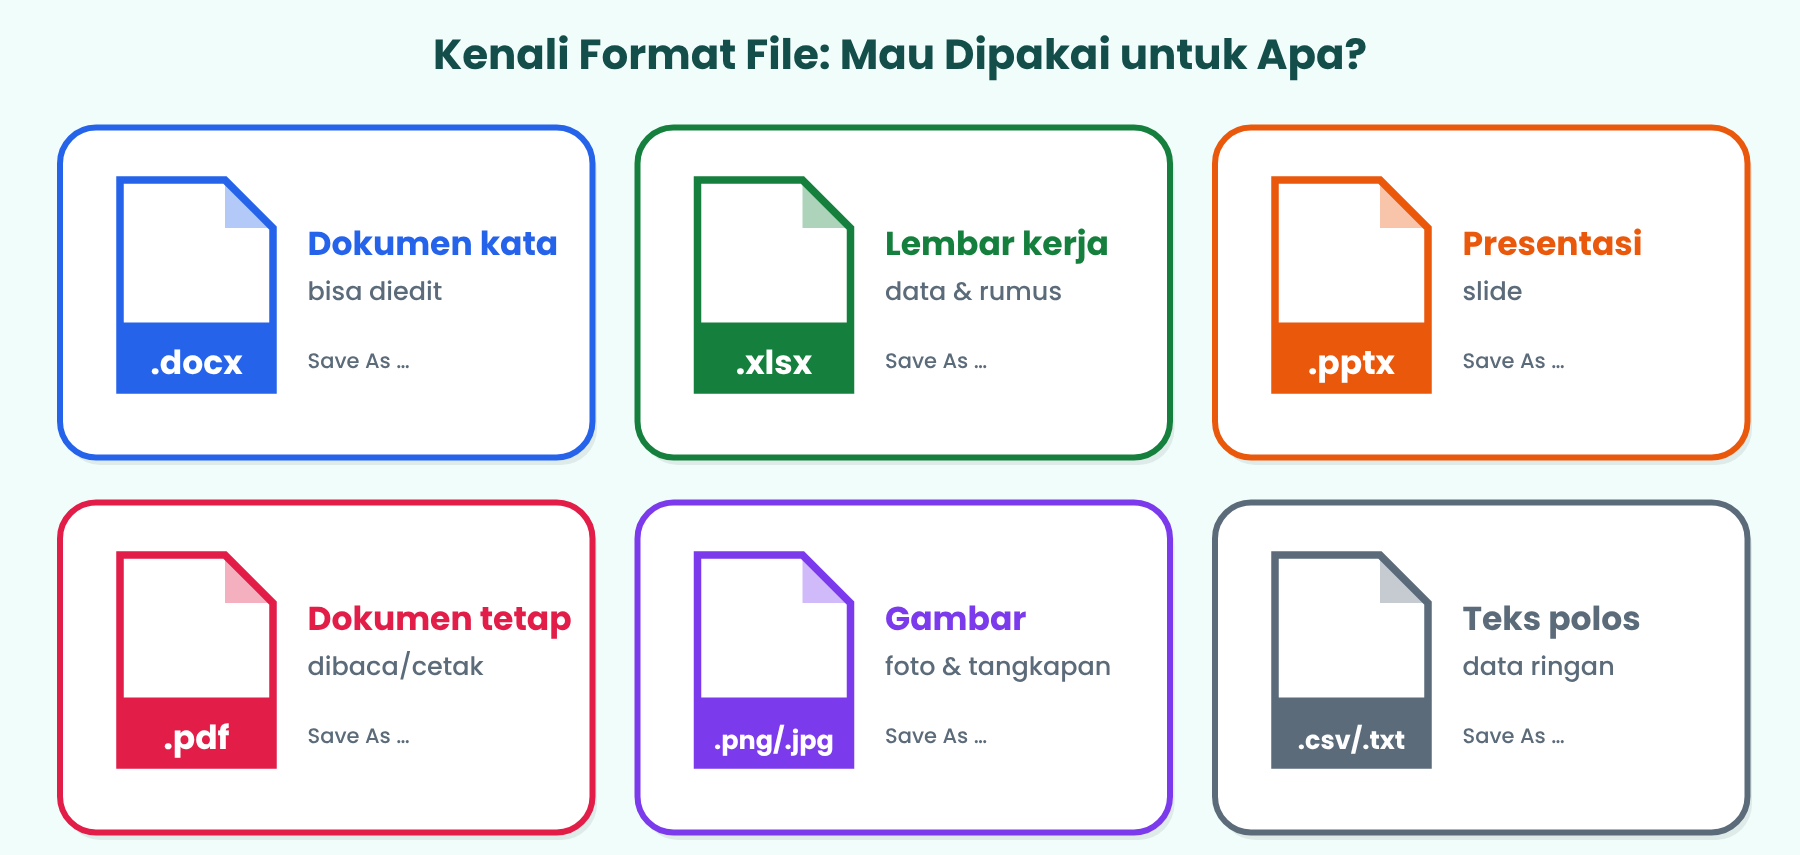 Kenali Format File: Mau Dipakai untuk Apa?
Dokumen kata
bisa diedit
.docx
Save As ...
Lembar kerja
data & rumus
.xlsx
Save As ...
Presentasi
slide
.pptx
Save As ...
Dokumen tetap
dibaca/cetak
.pdf
Save As ...
Gambar
foto & tangkapan
.png/.jpg
Save As ...
Teks polos
data ringan
.csv/.txt
Save As ...